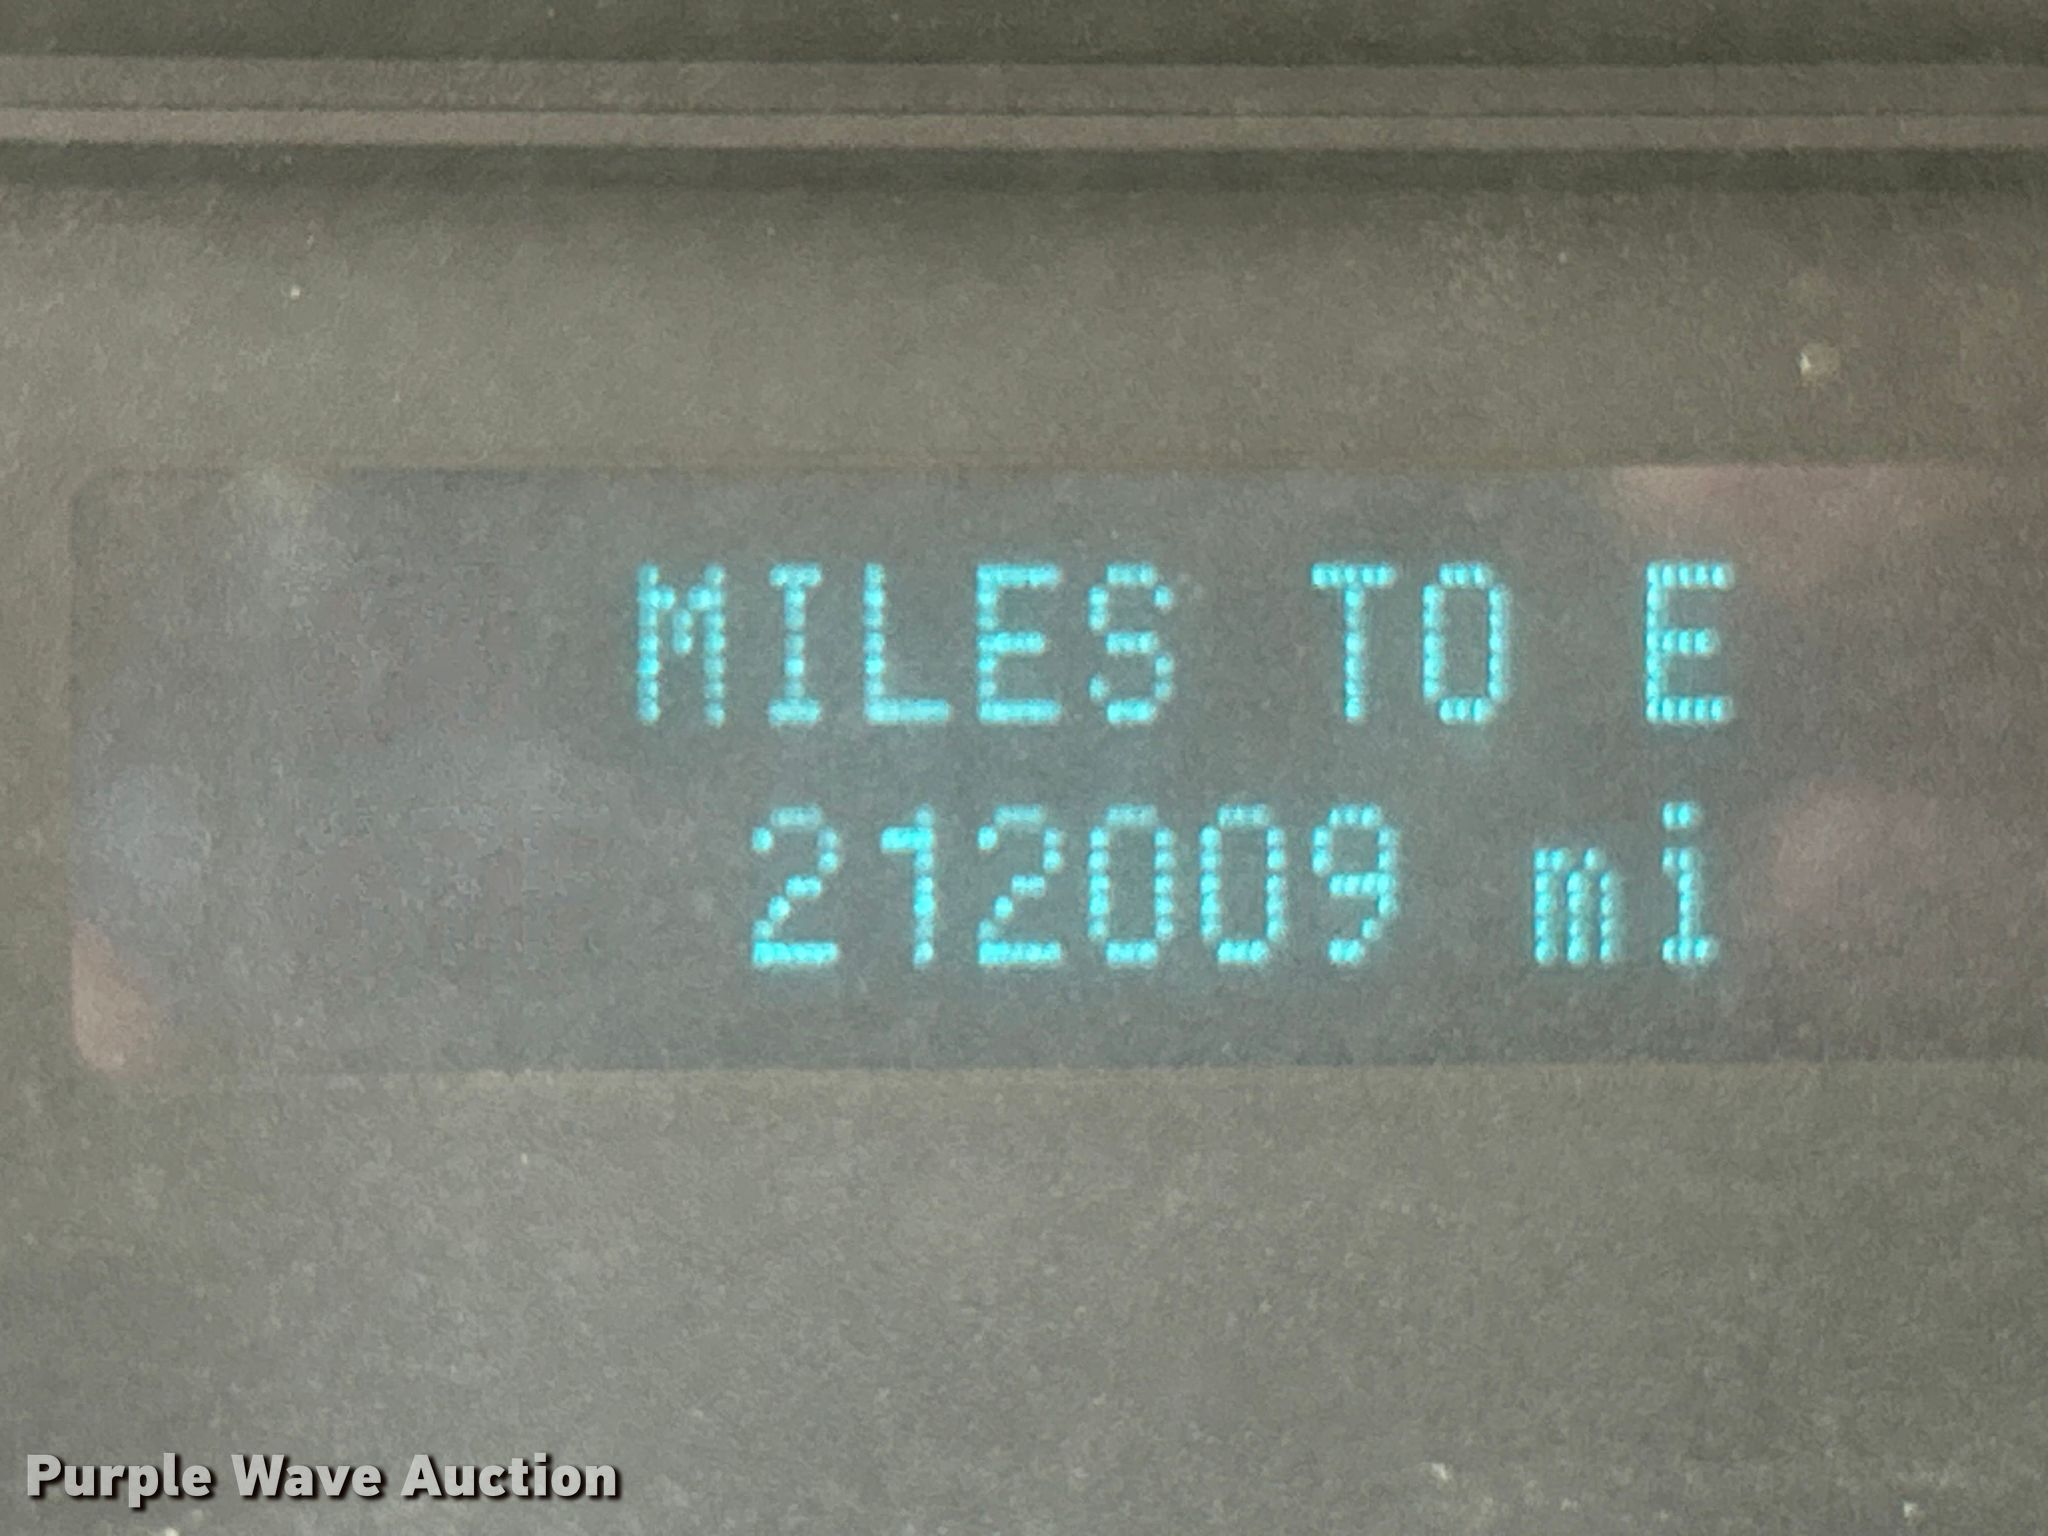 MILES TO E
212009 mi
Purple Wave Auction